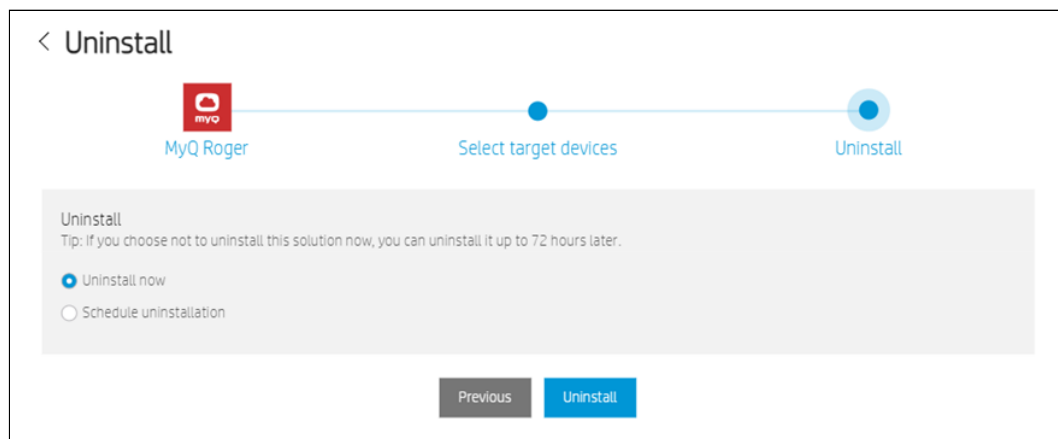 Uninstall
myQ
MyQ Roger
Select target devices
Uninstall
Uninstall
Tip: If you choose not to uninstall this solution now, you can uninstall it up to 72 hours later.
Uninstall now
Schedule uninstallation
Previous
Uninstall